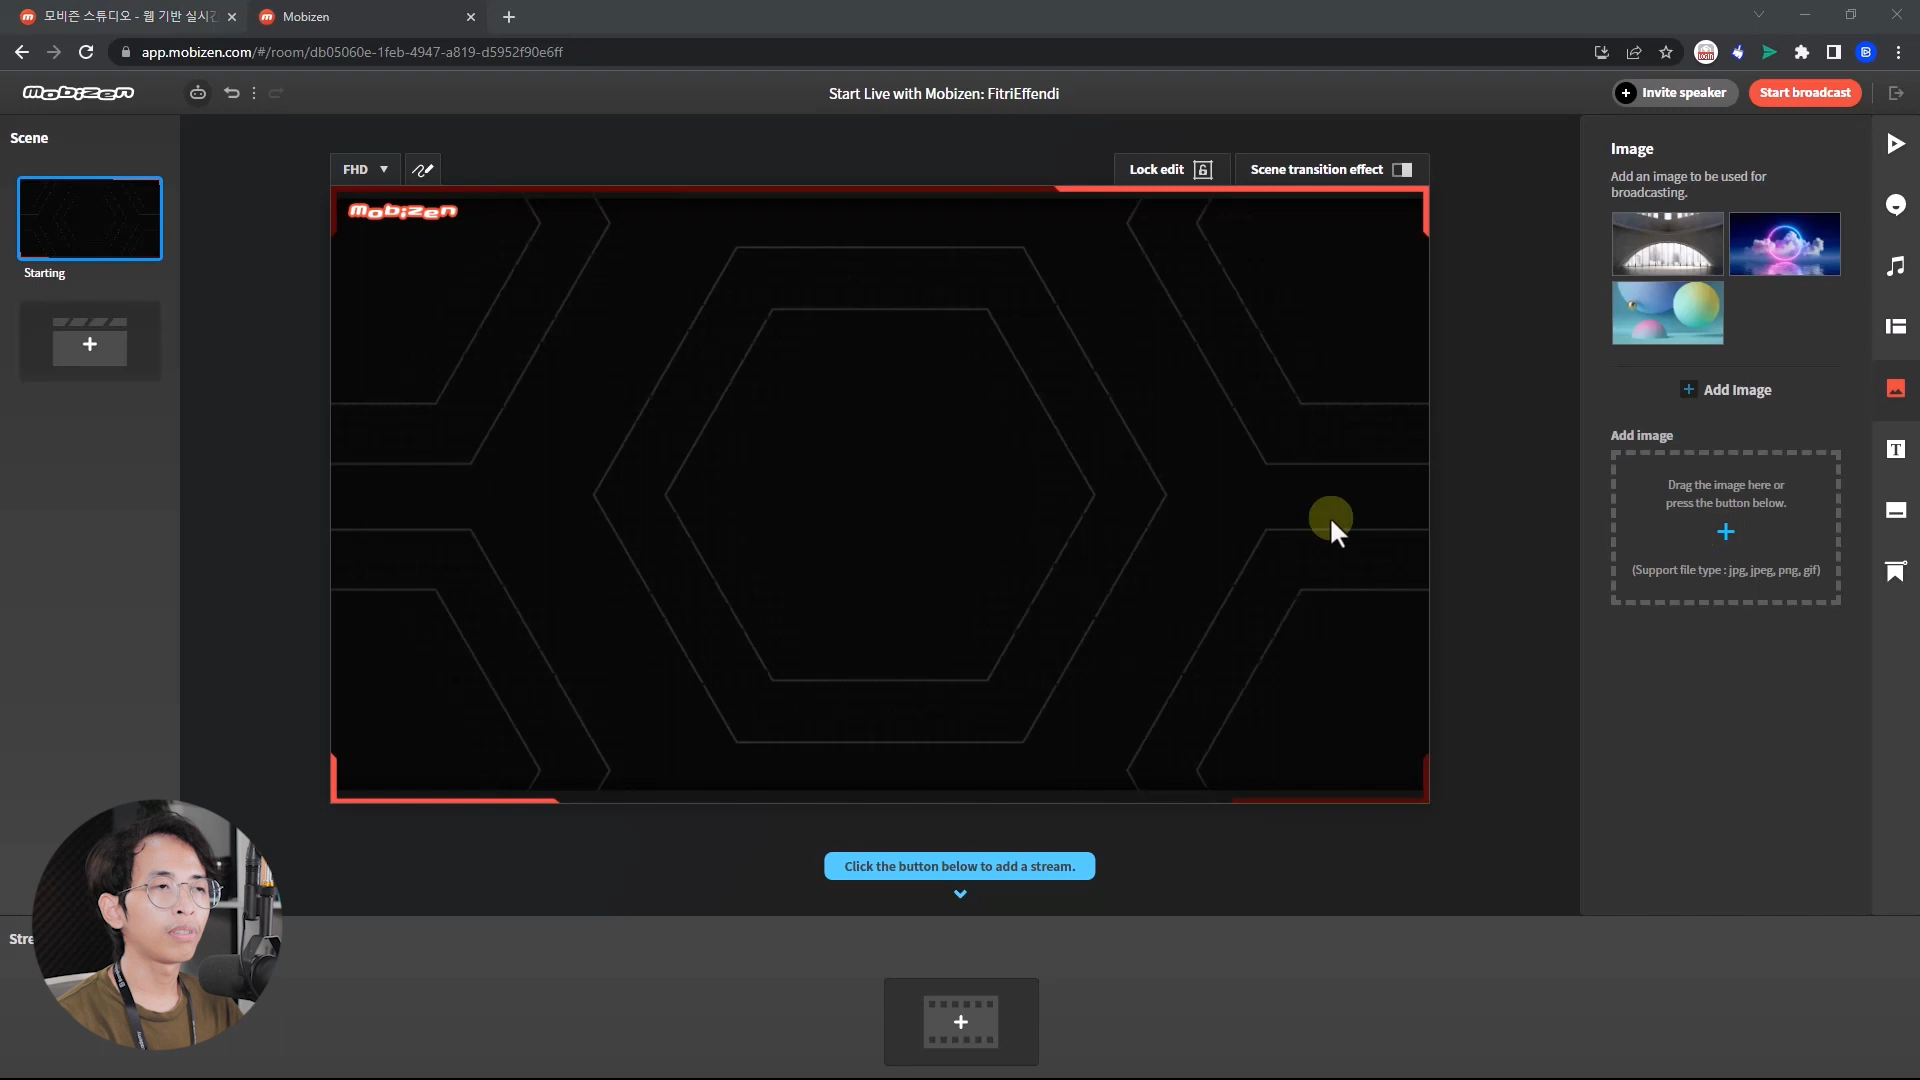 모비즌 스튜디오 - 웹 기반 실시간
Mobizen
app.mobizen.com/#/room/db05060e-1feb-4947-a819-d5952f90e6ff
mobizen
Start Live with Mobizen: FitriEffendi
Invite speaker
Start broadcast
Scene
Starting
FHD
Lock edit
Scene transition effect
mobizen
Image
Add an image to be used for
broadcasting.
Add Image
Add image
Drag the image here or
press the button below.
(Support file type : jpg, jpeg, png, gif)
Click the button below to add a stream.